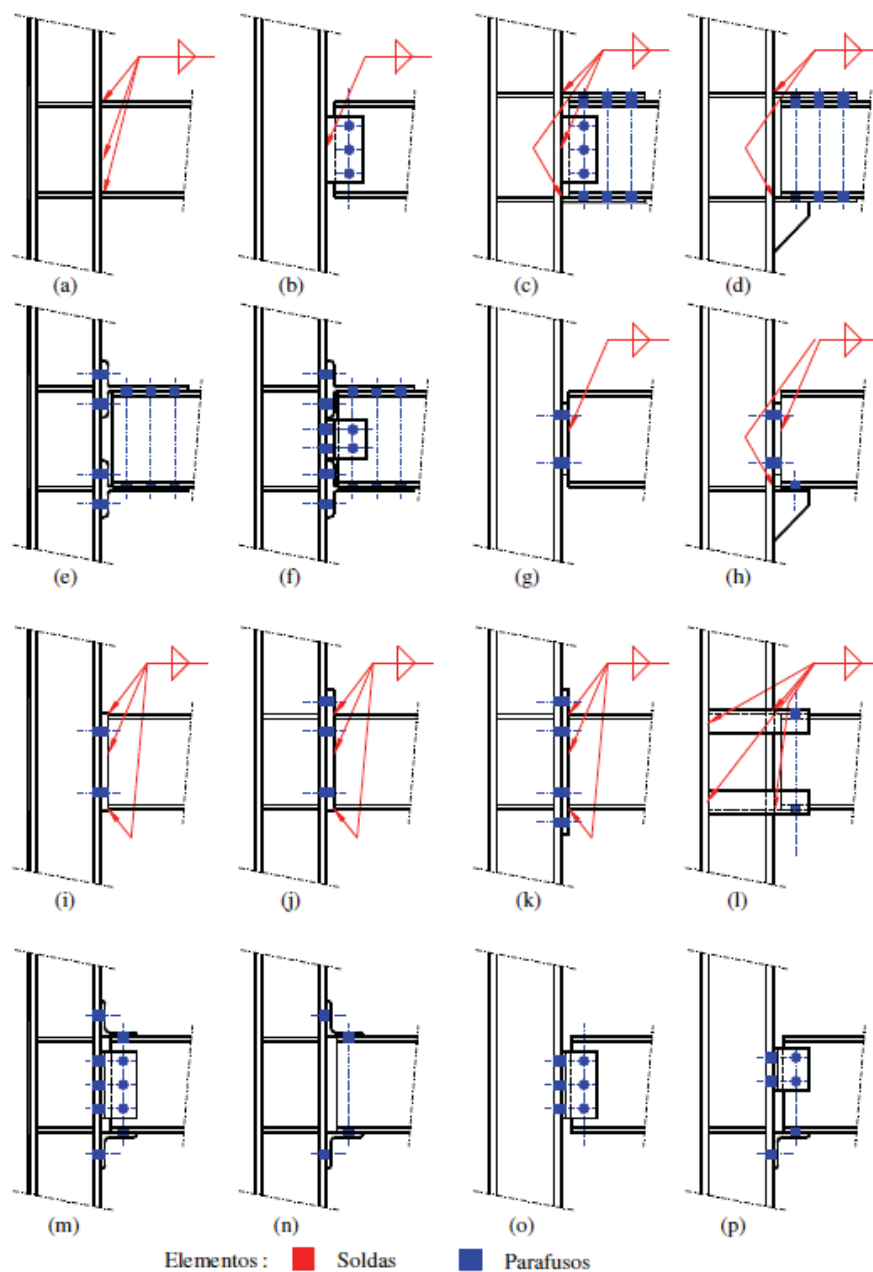 (a) (b) (c) (d)
(e) (f) (g) (h)
(i) (j) (k) (l)
(m) (n) (o) (p)
Elementos : Soldas Parafusos